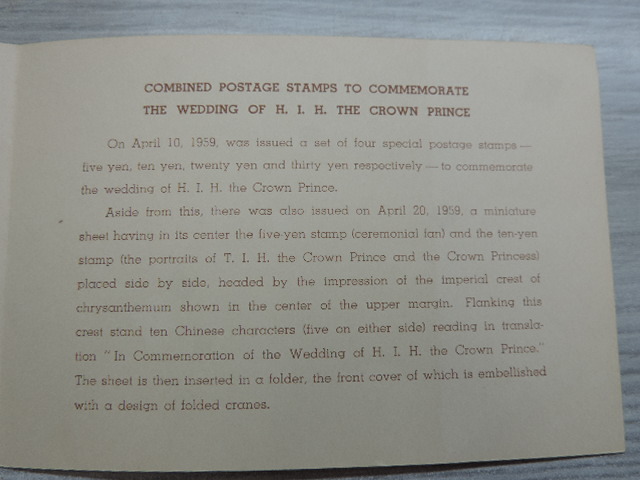 COMBINED POSTAGE STAMPS TO COMMEMORATE
THE WEDDING OF H. I. H. THE CROWN PRINCE
On April 10, 1959, was issued a set of four special postage stamps—
five yen, ten yen, twenty yen and thirty yen respectively—to commemorate
the wedding of H. I. H. the Crown Prince.
Aside from this, there was also issued on April 20, 1959, a miniature
sheet having in its center the five-yen stamp (ceremonial fan) and the ten-yen
stamp (the portraits of T. I. H. the Crown Prince and the Crown Princess)
placed side by side, headed by the impression of the imperial crest of
chrysanthemum shown in the center of the upper margin. Flanking this
crest stand ten Chinese characters (five on either side) reading in transla-
tion "In Commemoration of the Wedding of H. I. H. the Crown Prince."
The sheet is then inserted in a folder, the front cover of which is embellished
with a design of folded cranes.